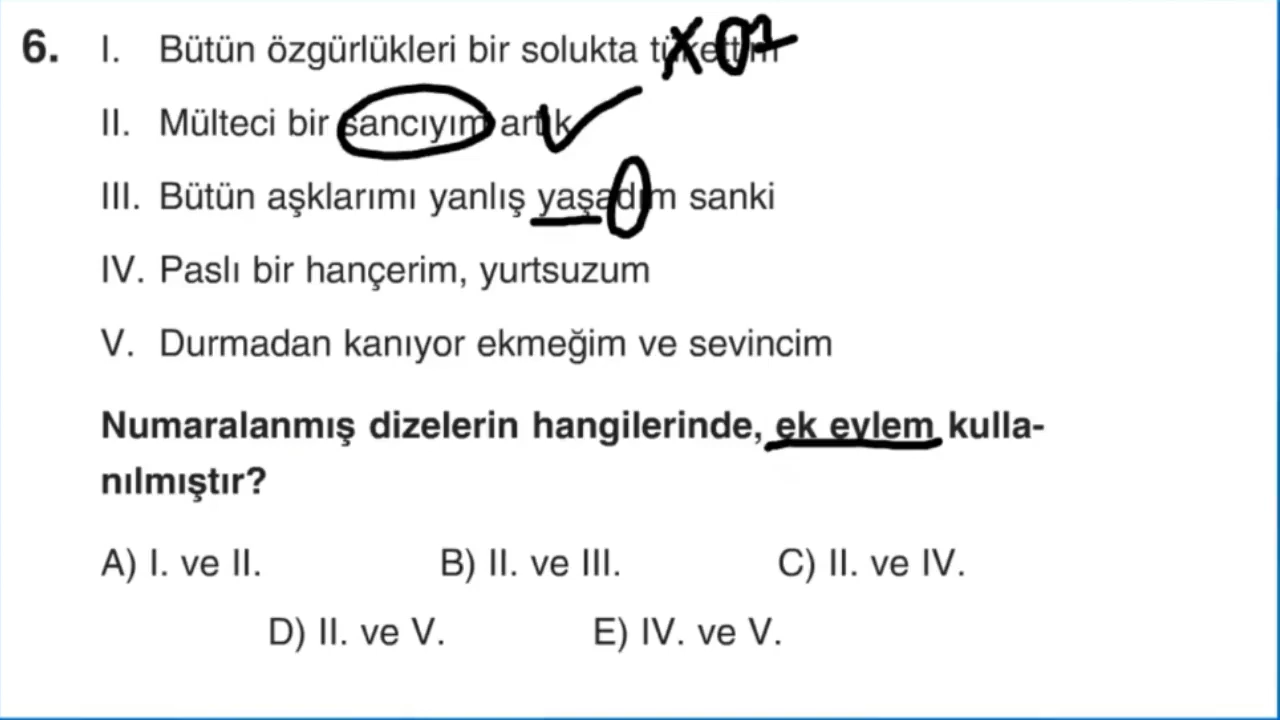 6. I. Bütün özgürlükleri bir solukta tükettim
II. Mülteci bir sancıyım artık
III. Bütün aşklarımı yanlış yaşadım sanki
IV. Paslı bir hançerim, yurtsuzum
V. Durmadan kanıyor ekmeğim ve sevincim
Numaralanmış dizelerin hangilerinde, ek eylem kulla-
nılmıştır?
A) I. ve II. B) II. ve III. C) II. ve IV.
D) II. ve V. E) IV. ve V.